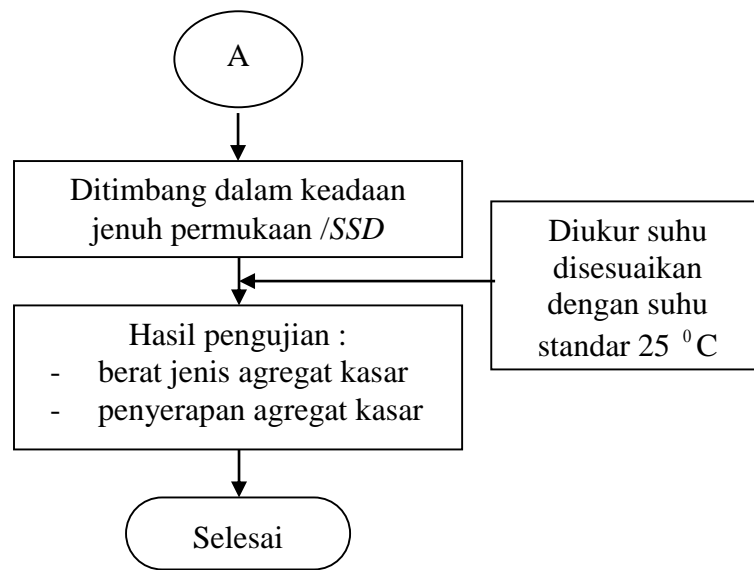 A
Ditimbang dalam keadaan
jenuh permukaan /SSD
Diukur suhu
disesuaikan
dengan suhu
standar 25 ⁰C
Hasil pengujian :
- berat jenis agregat kasar
- penyerapan agregat kasar
Selesai